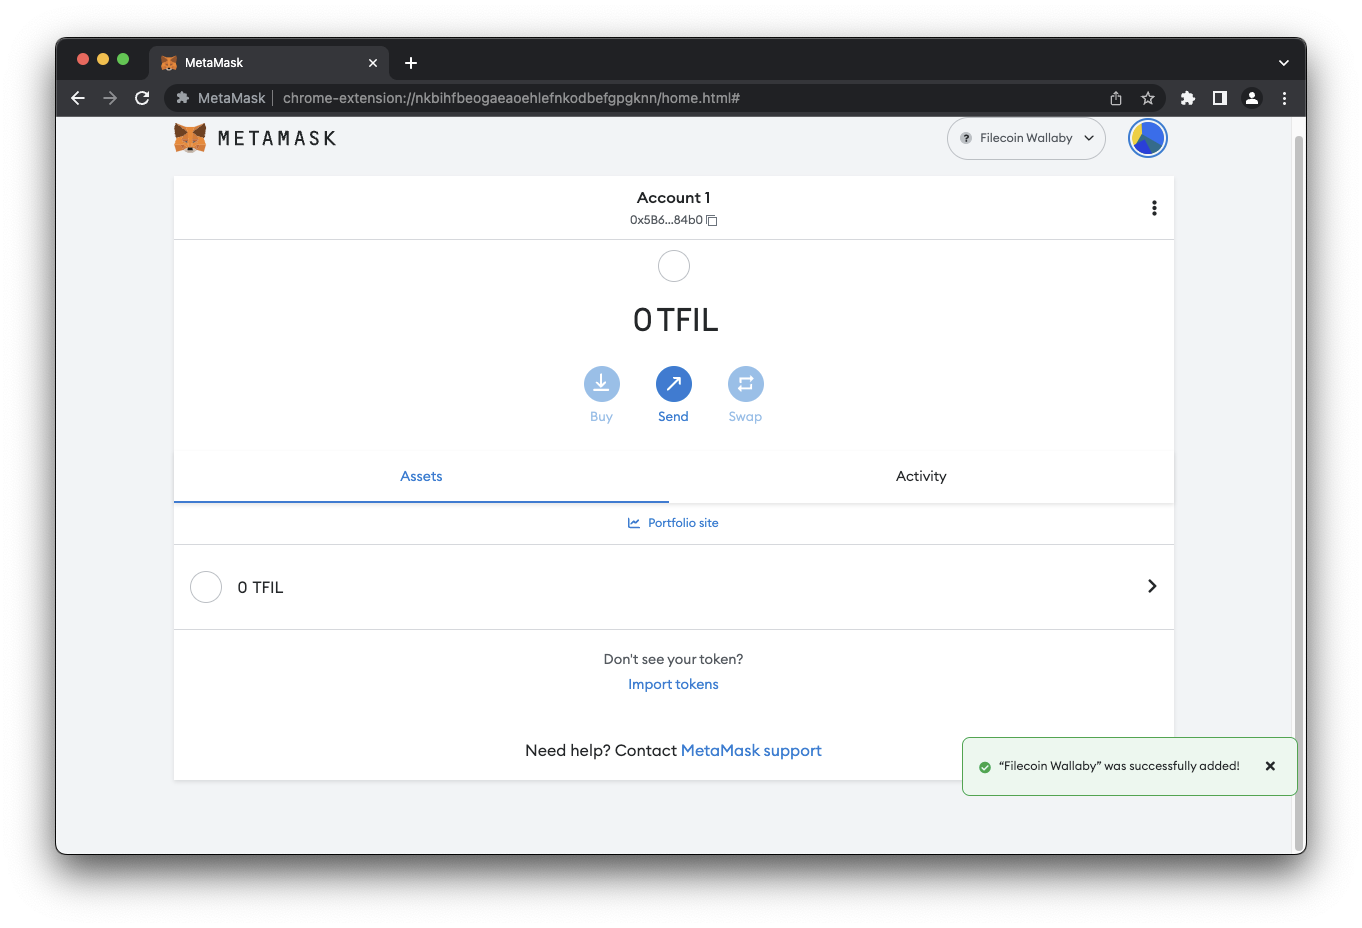 MetaMask
MetaMask
chrome-extension://nkbihfbeogaeaoehlefnkodbefgpgknn/home.html#
METAMASK
? Filecoin Wallaby
Account 1
0x5B6...84b0
0 TFIL
Buy
Send
Swap
Assets
Activity
Portfolio site
0 TFIL
Don't see your token?
Import tokens
Need help? Contact MetaMask support
“Filecoin Wallaby” was successfully added!